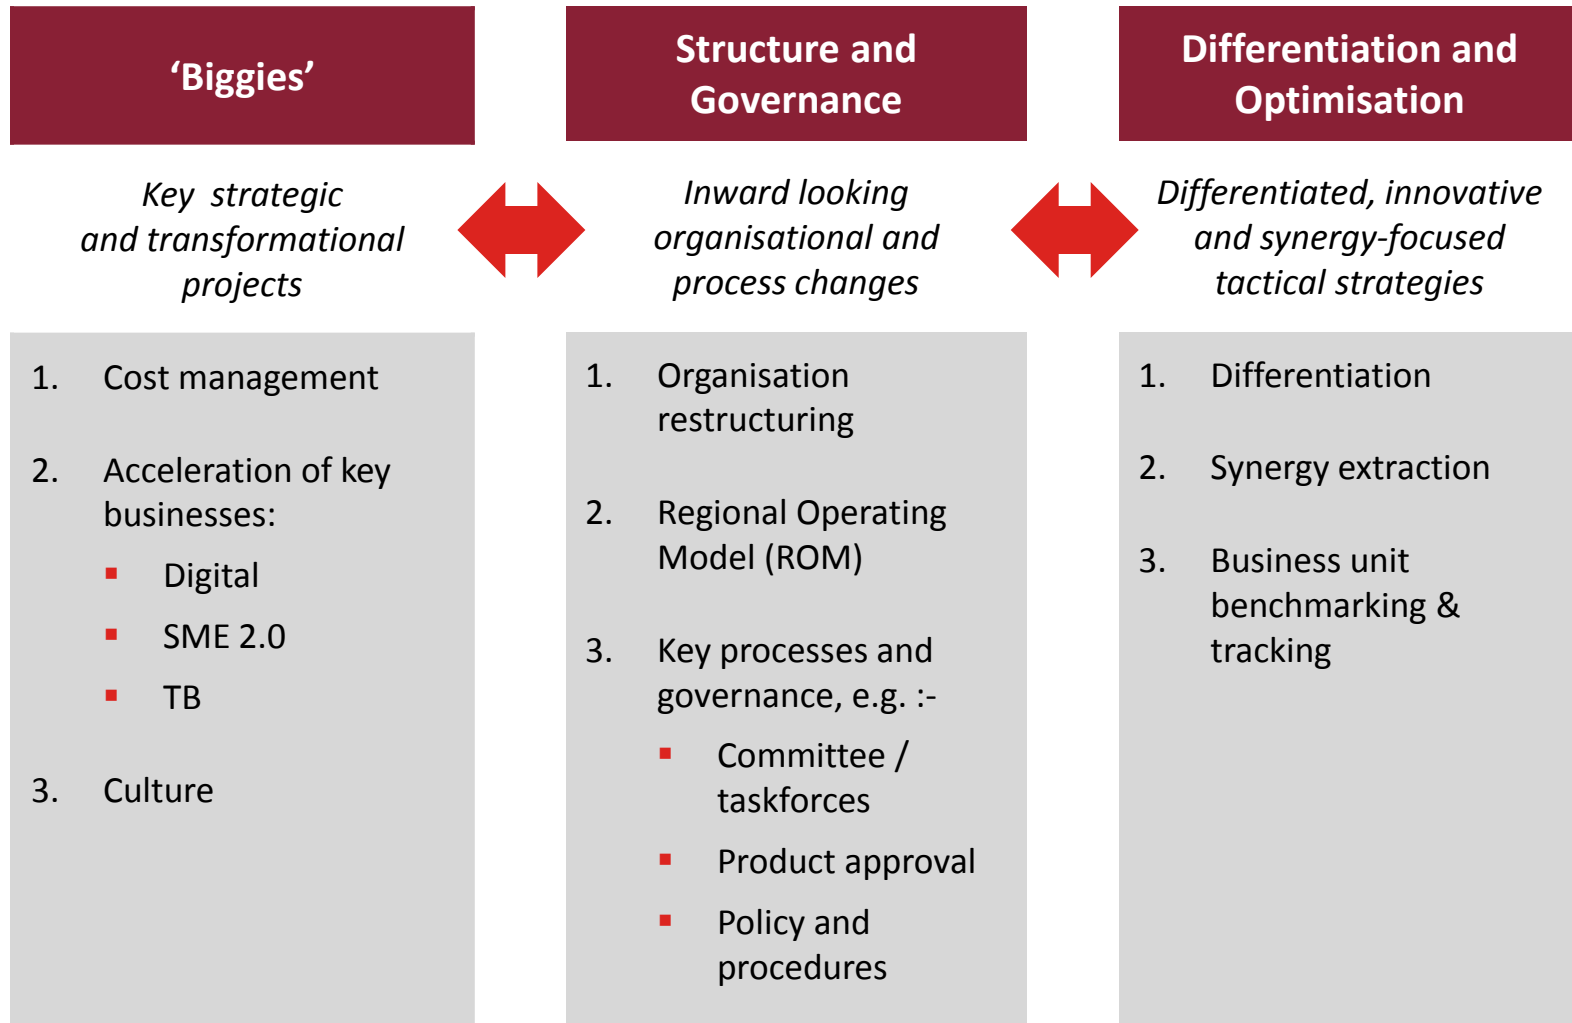 ‘Biggies’
Key strategic
and transformational
projects
1. Cost management
2. Acceleration of key
businesses:
▪ Digital
▪ SME 2.0
▪ TB
3. Culture
Structure and
Governance
Inward looking
organisational and
process changes
1. Organisation
restructuring
2. Regional Operating
Model (ROM)
3. Key processes and
governance, e.g. :-
▪ Committee /
taskforces
▪ Product approval
▪ Policy and
procedures
Differentiation and
Optimisation
Differentiated, innovative
and synergy-focused
tactical strategies
1. Differentiation
2. Synergy extraction
3. Business unit
benchmarking &
tracking